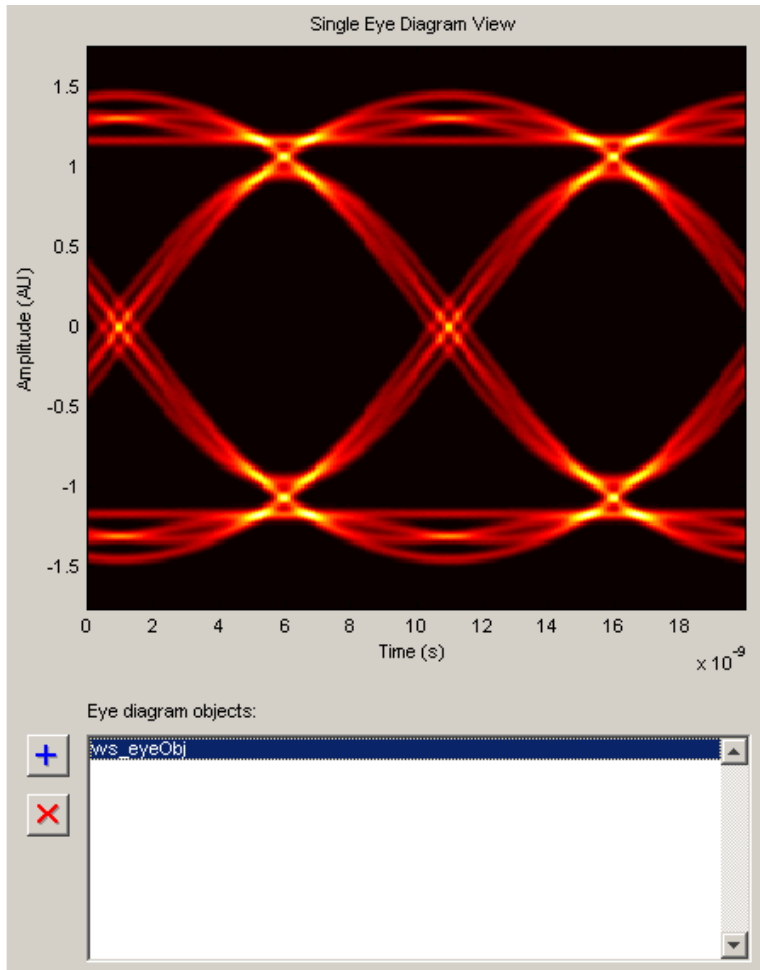 Single Eye Diagram View
1.5
1
0.5
0
-0.5
-1
-1.5
Amplitude (AU)
0 2 4 6 8 10 12 14 16 18
Time (s)
x 10^-9
Eye diagram objects:
ws_eyeObj